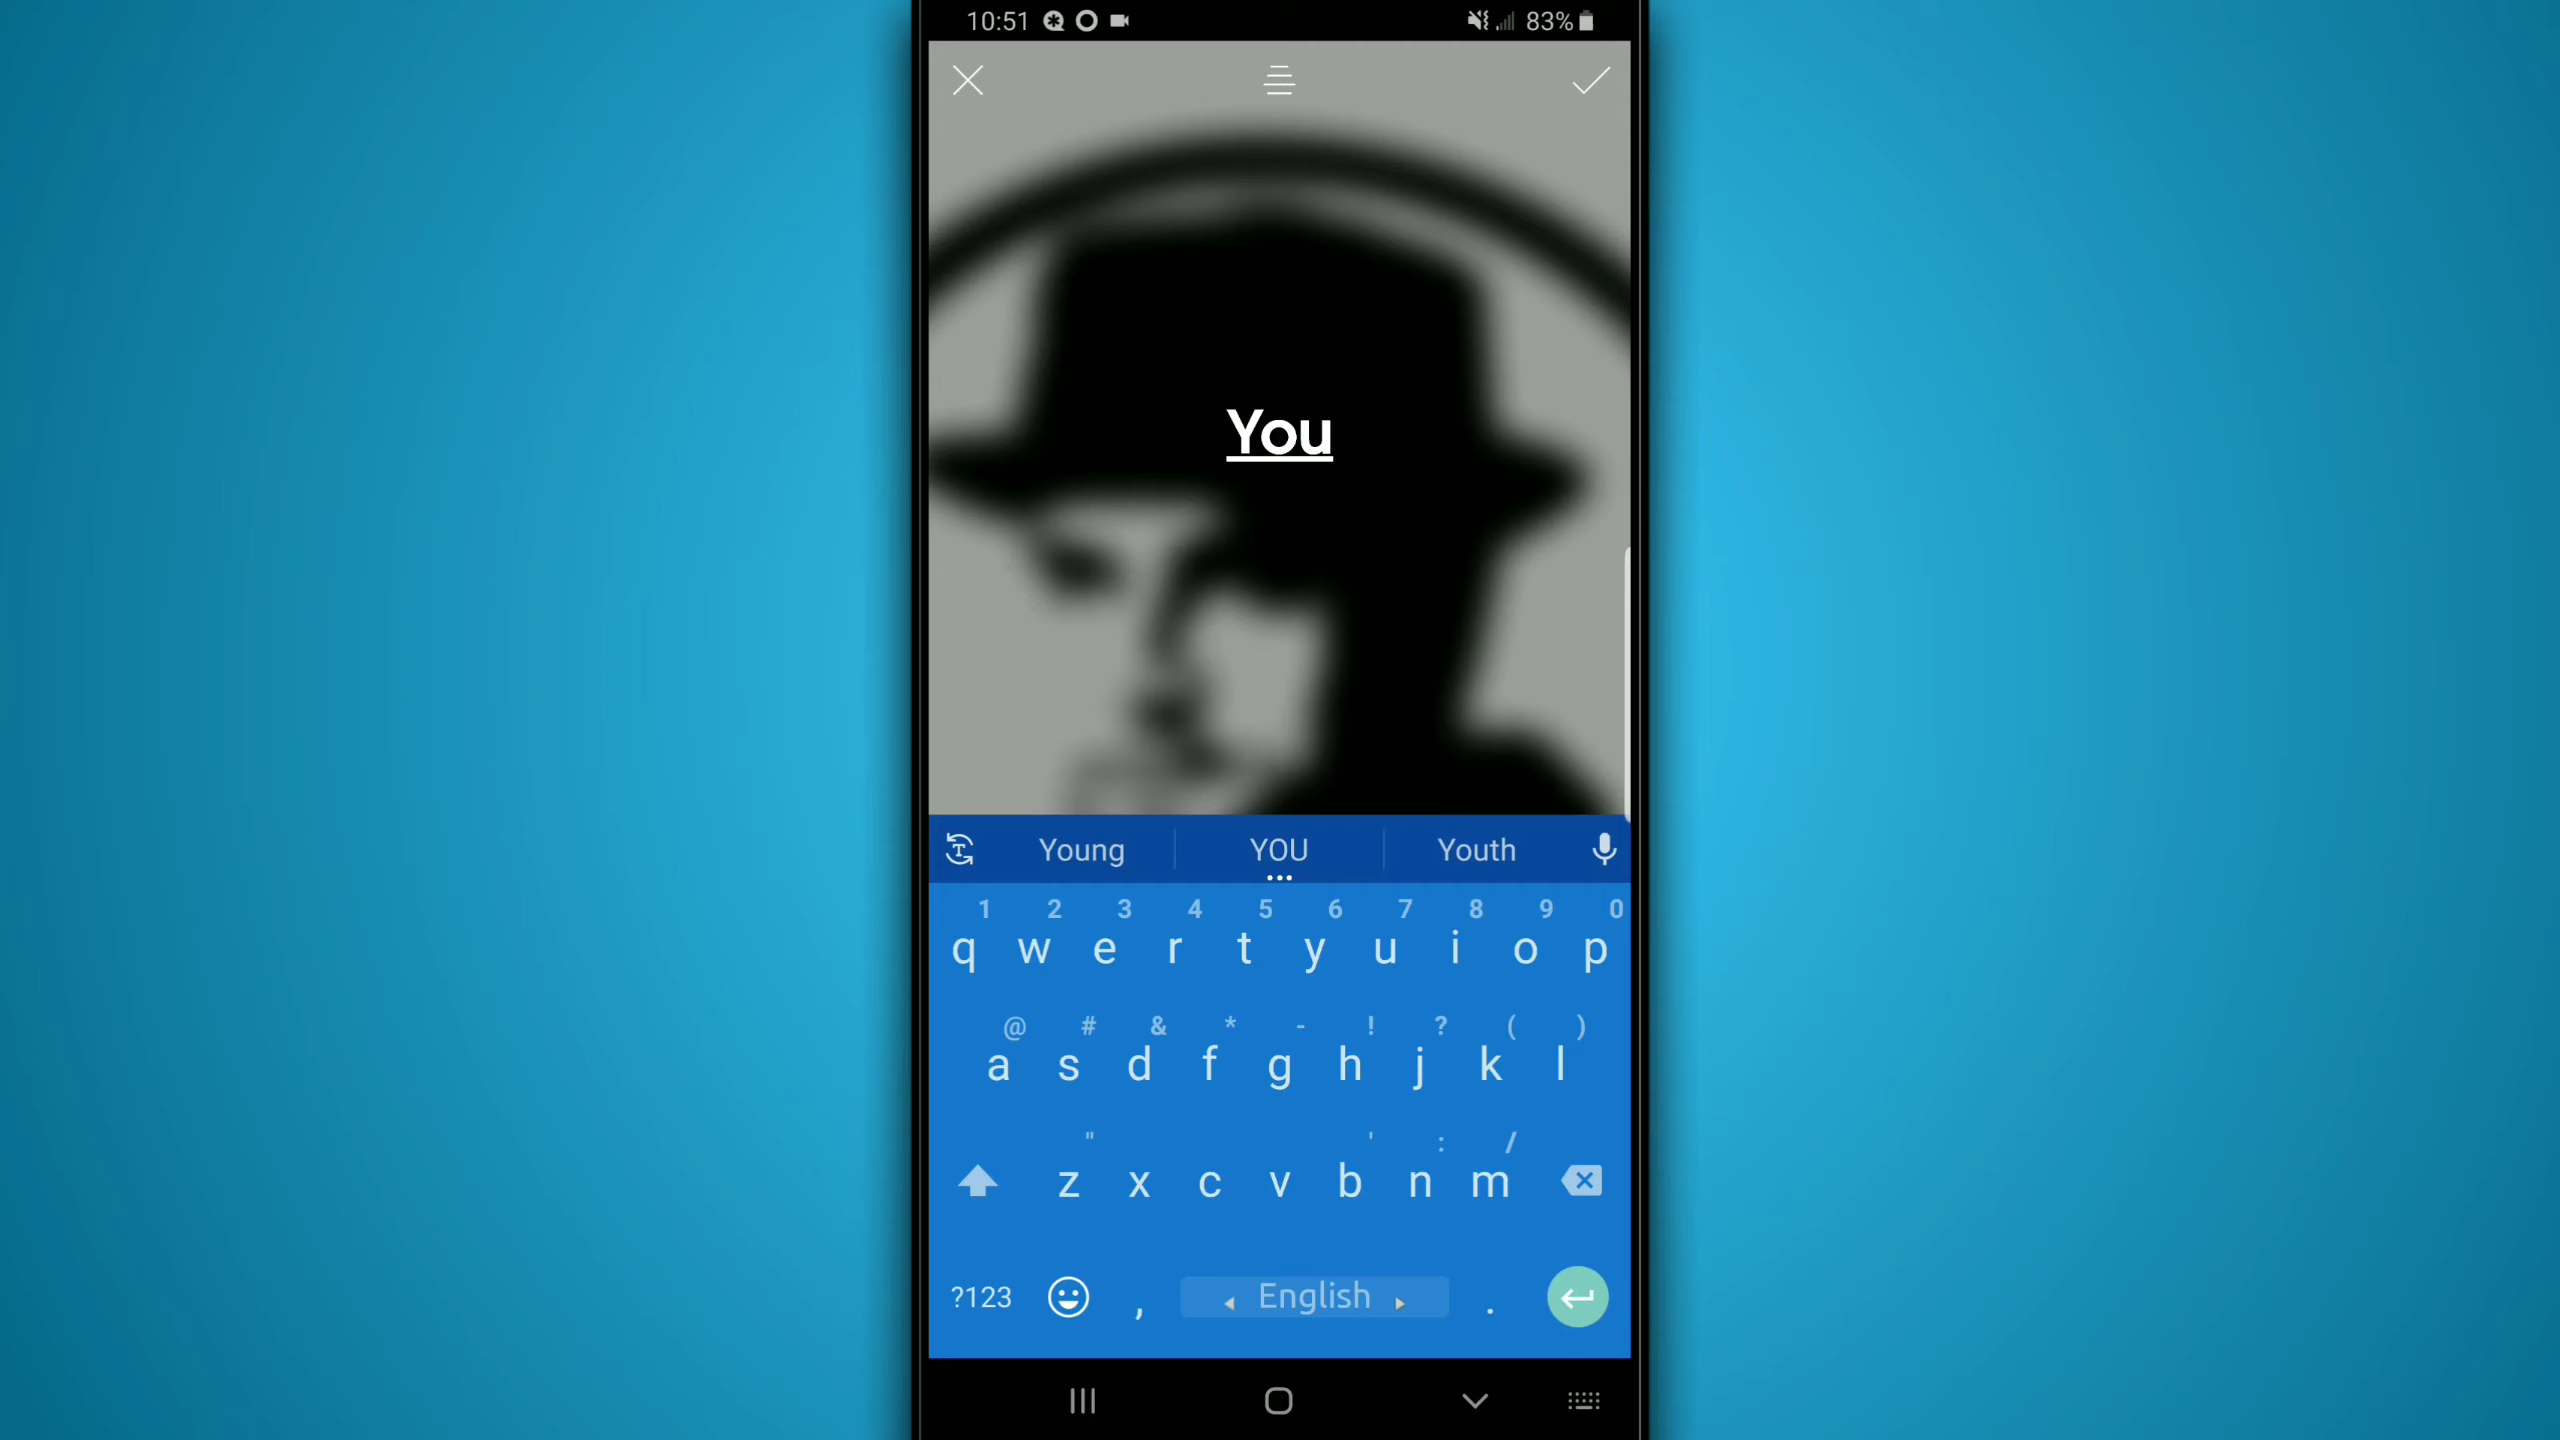 10:51 83%
You
Young YOU Youth
1 2 3 4 5 6 7 8 9 0
q w e r t y u i o p
@ # & * - ! ? ( )
a s d f g h j k l
" ' : /
z x c v b n m
?123 , English .